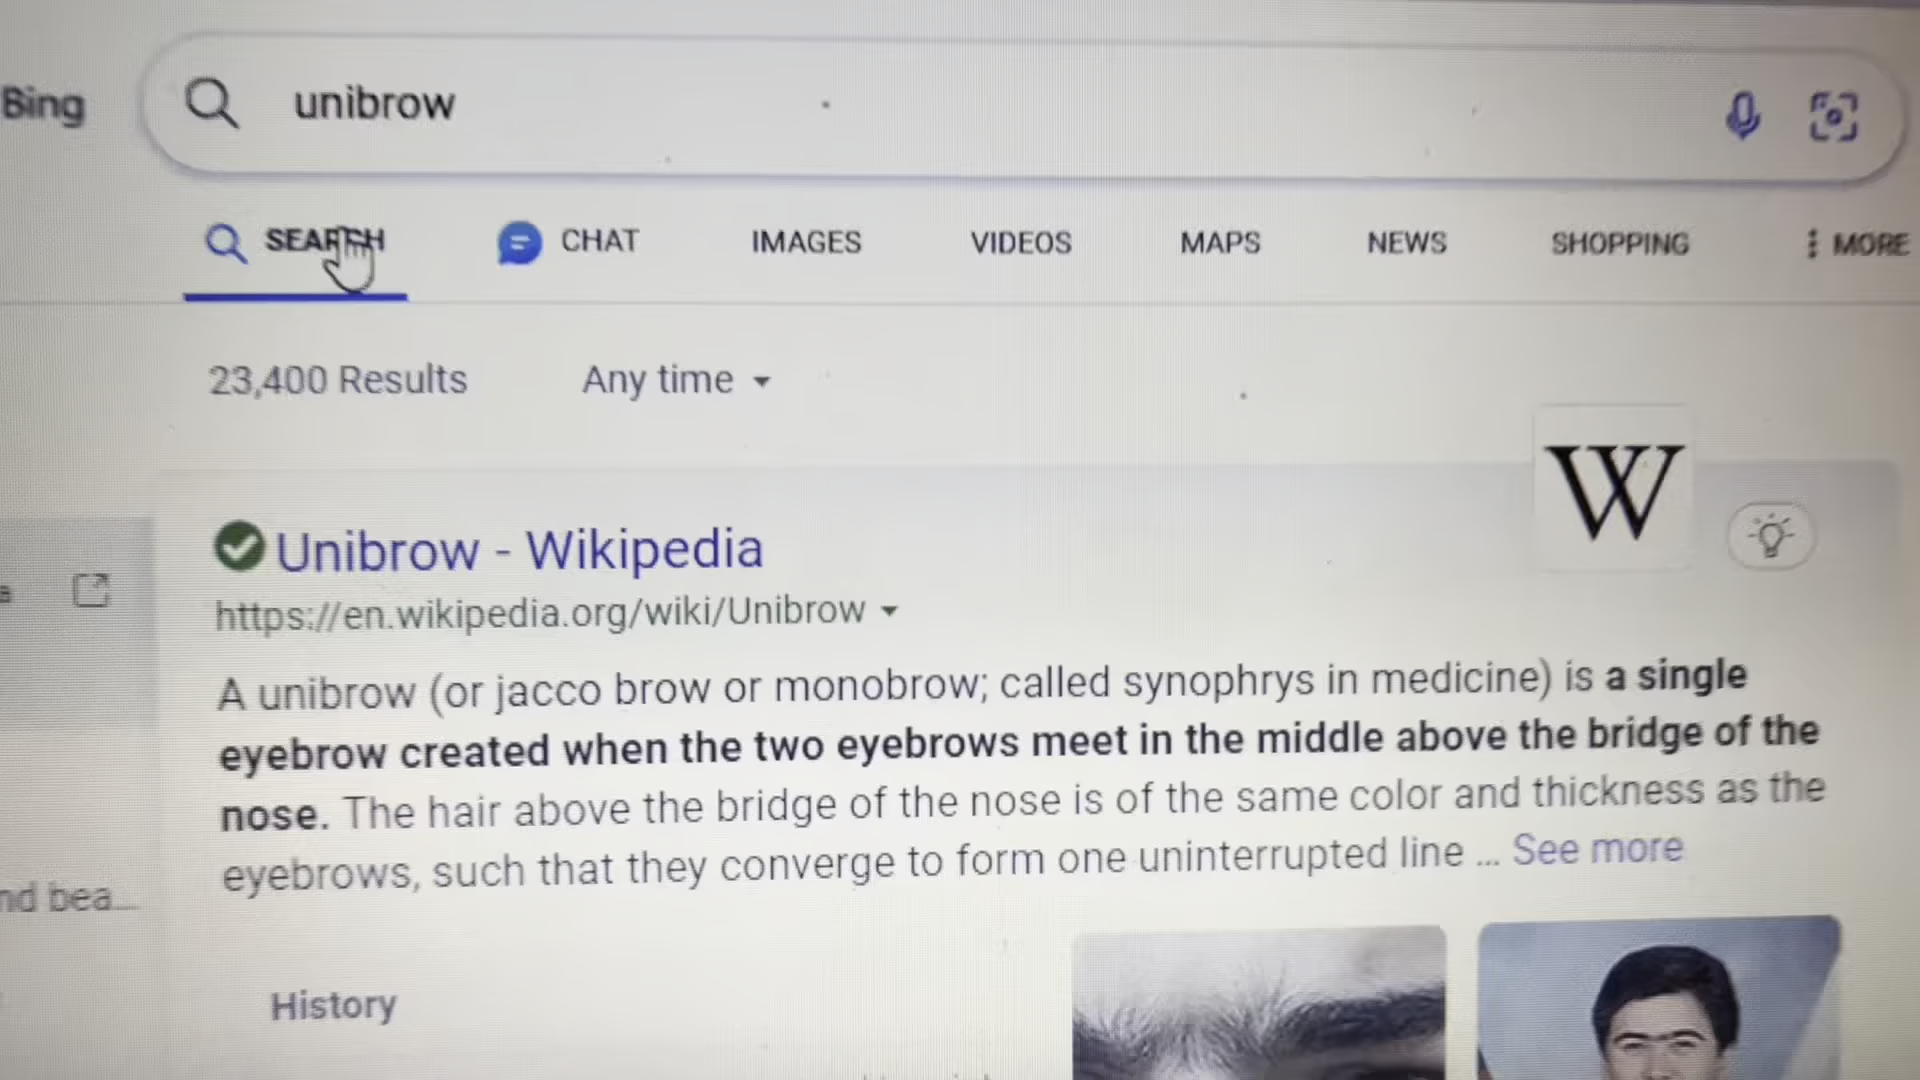 Bing
unibrow
SEARCH
CHAT
IMAGES
VIDEOS
MAPS
NEWS
SHOPPING
MORE
23,400 Results
Any time
W
Unibrow - Wikipedia
https://en.wikipedia.org/wiki/Unibrow
A unibrow (or jacco brow or monobrow; called synophrys in medicine) is a single
eyebrow created when the two eyebrows meet in the middle above the bridge of the
nose. The hair above the bridge of the nose is of the same color and thickness as the
eyebrows, such that they converge to form one uninterrupted line ... See more
nd bea...
History